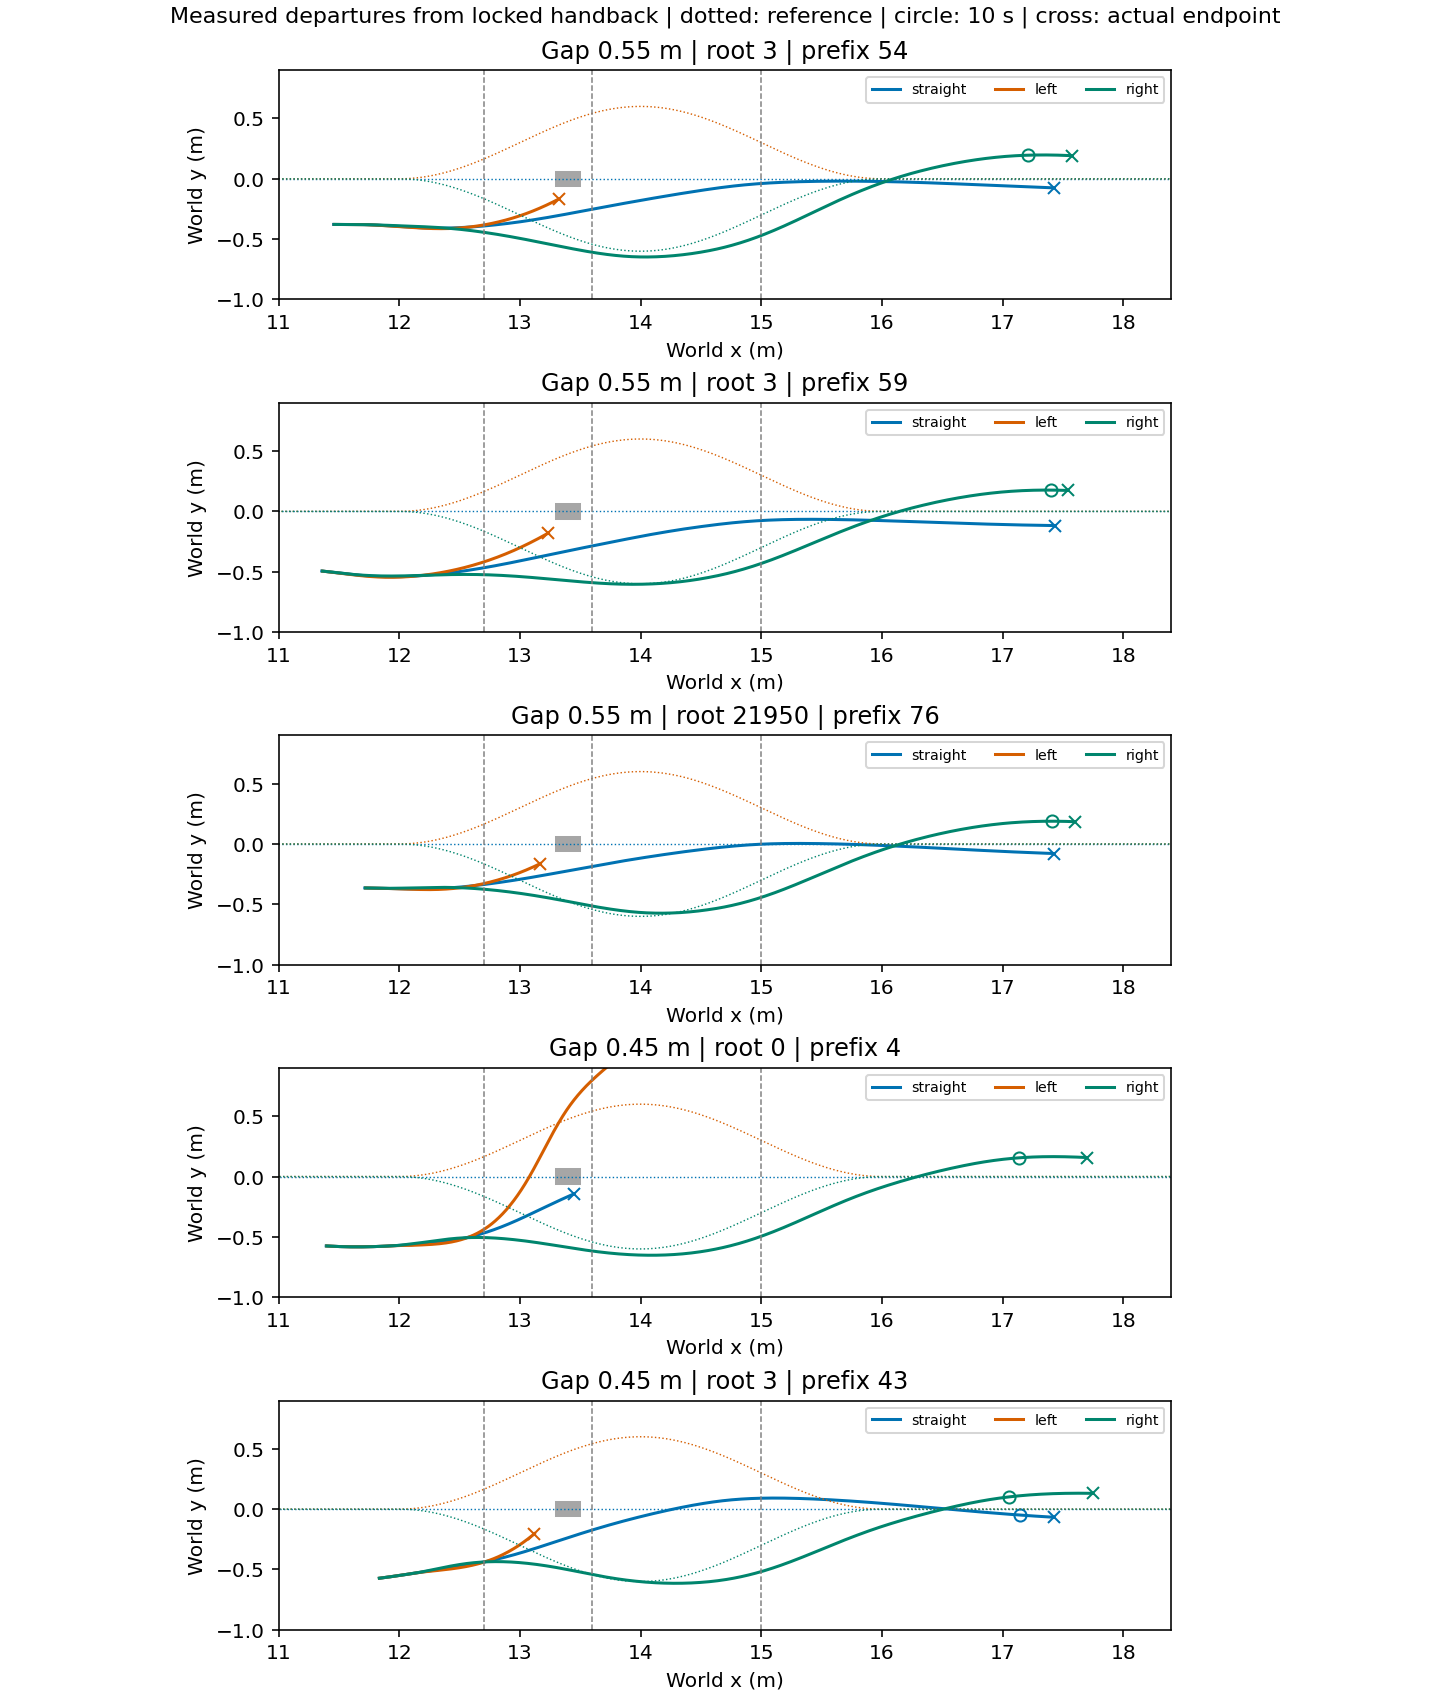 Measured departures from locked handback | dotted: reference | circle: 10 s | cross: actual endpoint
Gap 0.55 m | root 3 | prefix 54
straight left right
0.5
0.0
−0.5
−1.0
World y (m)
11 12 13 14 15 16 17 18
World x (m)
Gap 0.55 m | root 3 | prefix 59
straight left right
0.5
0.0
−0.5
−1.0
World y (m)
11 12 13 14 15 16 17 18
World x (m)
Gap 0.55 m | root 21950 | prefix 76
straight left right
0.5
0.0
−0.5
−1.0
World y (m)
11 12 13 14 15 16 17 18
World x (m)
Gap 0.45 m | root 0 | prefix 4
straight left right
0.5
0.0
−0.5
−1.0
World y (m)
11 12 13 14 15 16 17 18
World x (m)
Gap 0.45 m | root 3 | prefix 43
straight left right
0.5
0.0
−0.5
−1.0
World y (m)
11 12 13 14 15 16 17 18
World x (m)